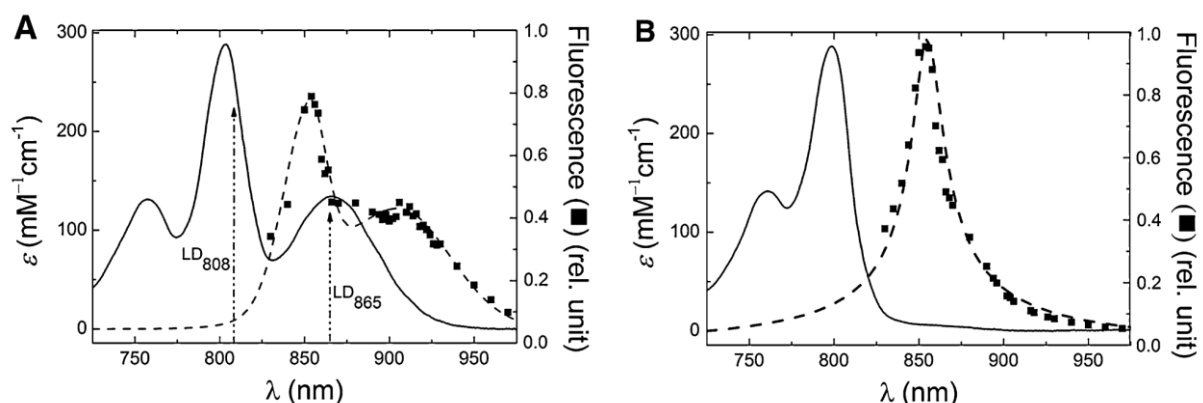 A
300
200
100
0
ε (mM⁻¹cm⁻¹)
LD₈₀₈
LD₈₆₅
1.0
0.8
0.6
0.4
0.2
0.0
Fluorescence (■) (rel. unit)
750 800 850 900 950
λ (nm)
B
300
200
100
0
ε (mM⁻¹cm⁻¹)
1.0
0.8
0.6
0.4
0.2
0.0
Fluorescence (■) (rel. unit)
750 800 850 900 950
λ (nm)